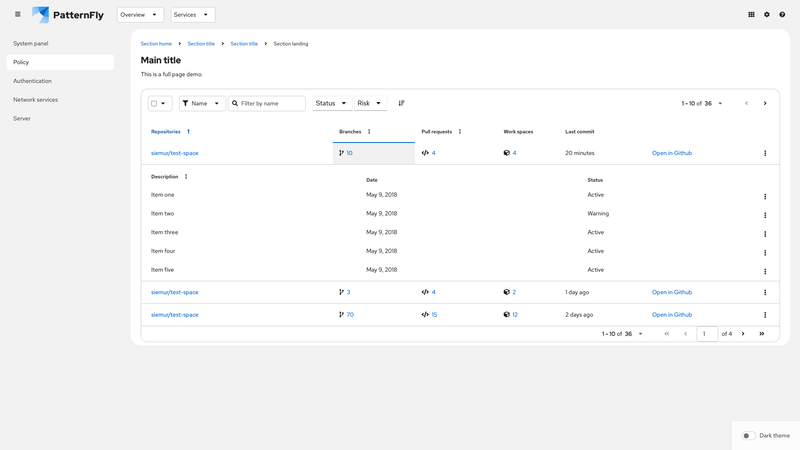 PatternFly
Overview
Services
System panel
Policy
Authentication
Network services
Server
Section home Section title Section title Section landing
Main title
This is a full page demo.
Name Filter by name Status Risk 1 - 10 of 36
Repositories Branches Pull requests Work spaces Last commit
siemur/test-space 10 4 4 20 minutes Open in Github
Description Date Status
Item one May 9, 2018 Active
Item two May 9, 2018 Warning
Item three May 9, 2018 Active
Item four May 9, 2018 Active
Item five May 9, 2018 Active
siemur/test-space 3 4 2 1 day ago Open in Github
siemur/test-space 70 15 12 2 days ago Open in Github
1 - 10 of 36 1 of 4
Dark theme